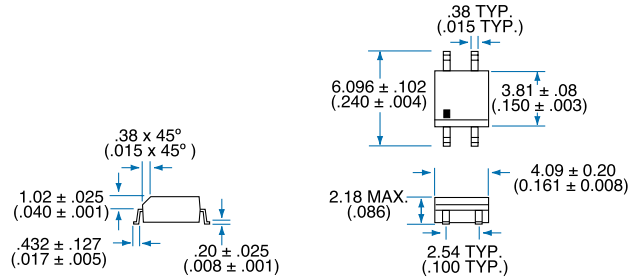 .38 TYP.
(.015 TYP.)
6.096 ± .102
(.240 ± .004)
3.81 ± .08
(.150 ± .003)
.38 x 45º
(.015 x 45º )
4.09 ± 0.20
(0.161 ± 0.008)
1.02 ± .025
(.040 ± .001)
2.18 MAX.
(.086)
.432 ± .127
(.017 ± .005)
.20 ± .025
(.008 ± .001)
2.54 TYP.
(.100 TYP.)